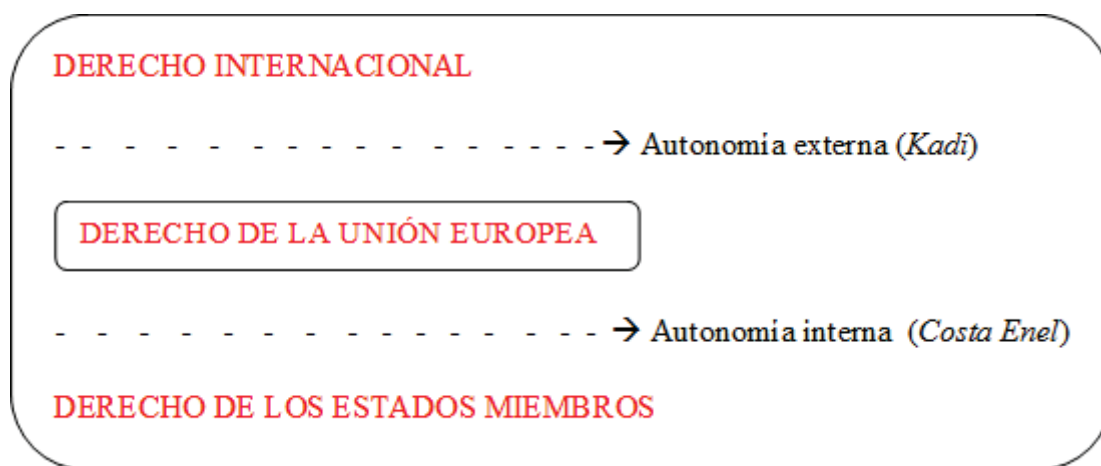 DERECHO INTERNACIONAL
- - - - - - - - - - - - - - - - - → Autonomía externa (Kadi)
DERECHO DE LA UNIÓN EUROPEA
- - - - - - - - - - - - - - - - → Autonomía interna (Costa Enel)
DERECHO DE LOS ESTADOS MIEMBROS